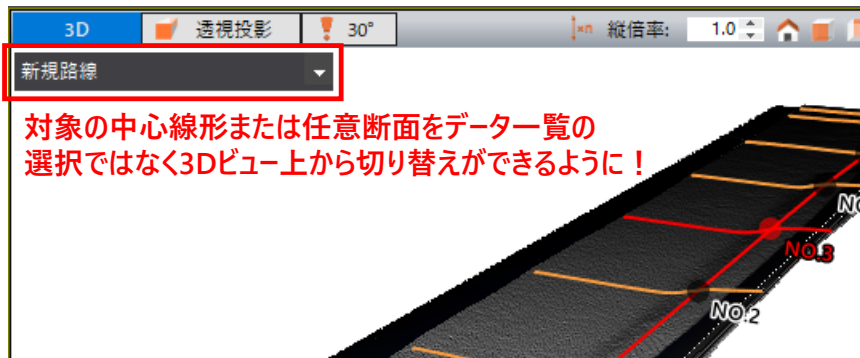 3D 透視投影 30° ×n 縦倍率: 1.0
新規路線
対象の中心線形または任意断面をデータ一覧の
選択ではなく3Dビュー上から切り替えができるように！
NO.3
NO.2